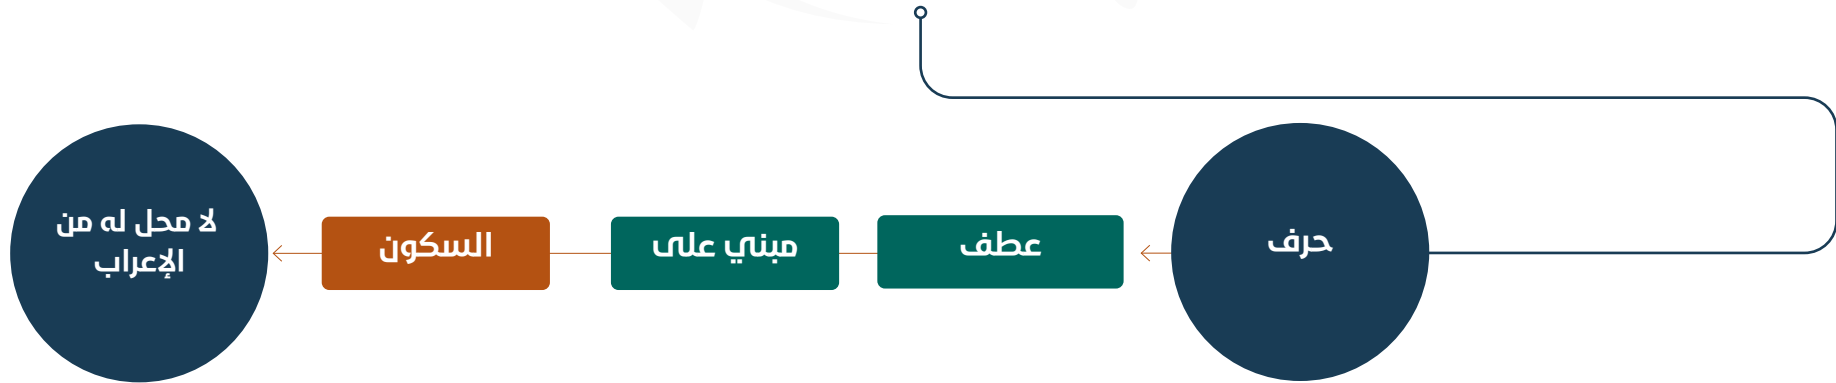 حرف
عطف
مبني على
السكون
لا محل له من
الإعراب